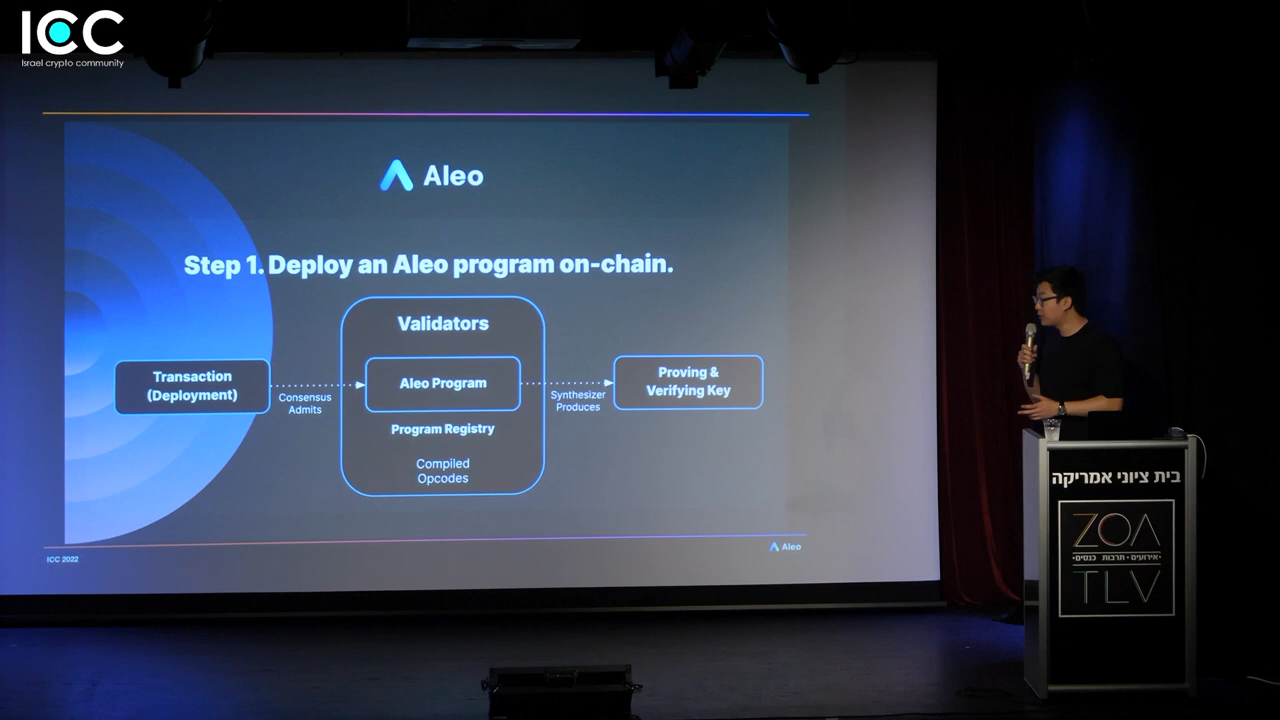 ICC
Israel crypto community
Aleo
Step 1. Deploy an Aleo program on-chain.
Validators
Transaction
(Deployment)
Consensus
Admits
Aleo Program
Program Registry
Compiled
Opcodes
Synthesizer
Produces
Proving &
Verifying Key
ICC 2022
Aleo
בית ציוני אמריקה
ZOA
•אירועים • תרבות כנסים•
TLV